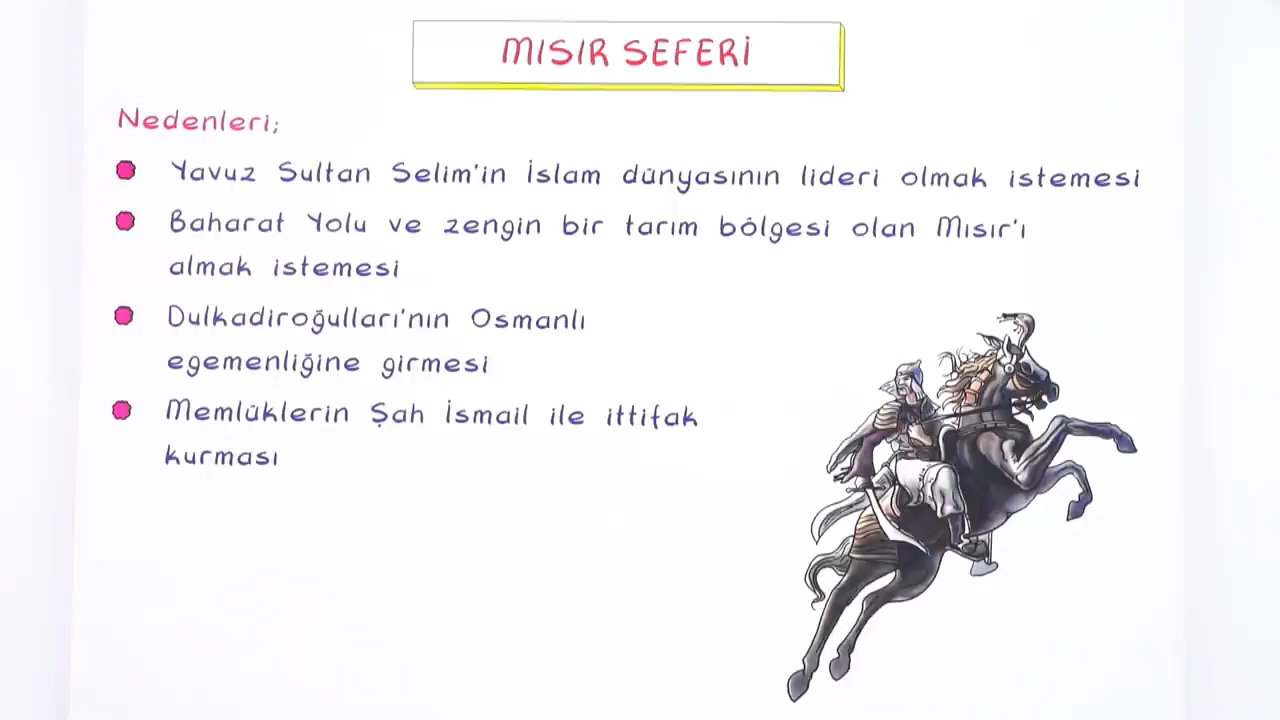 MISIR SEFERİ
Nedenleri;
Yavuz Sultan Selim'in İslam dünyasının lideri olmak istemesi
Baharat Yolu ve zengin bir tarım bölgesi olan Mısır'ı
almak istemesi
Dulkadiroğulları'nın Osmanlı
egemenliğine girmesi
Memlüklerin Şah İsmail ile ittifak
kurması